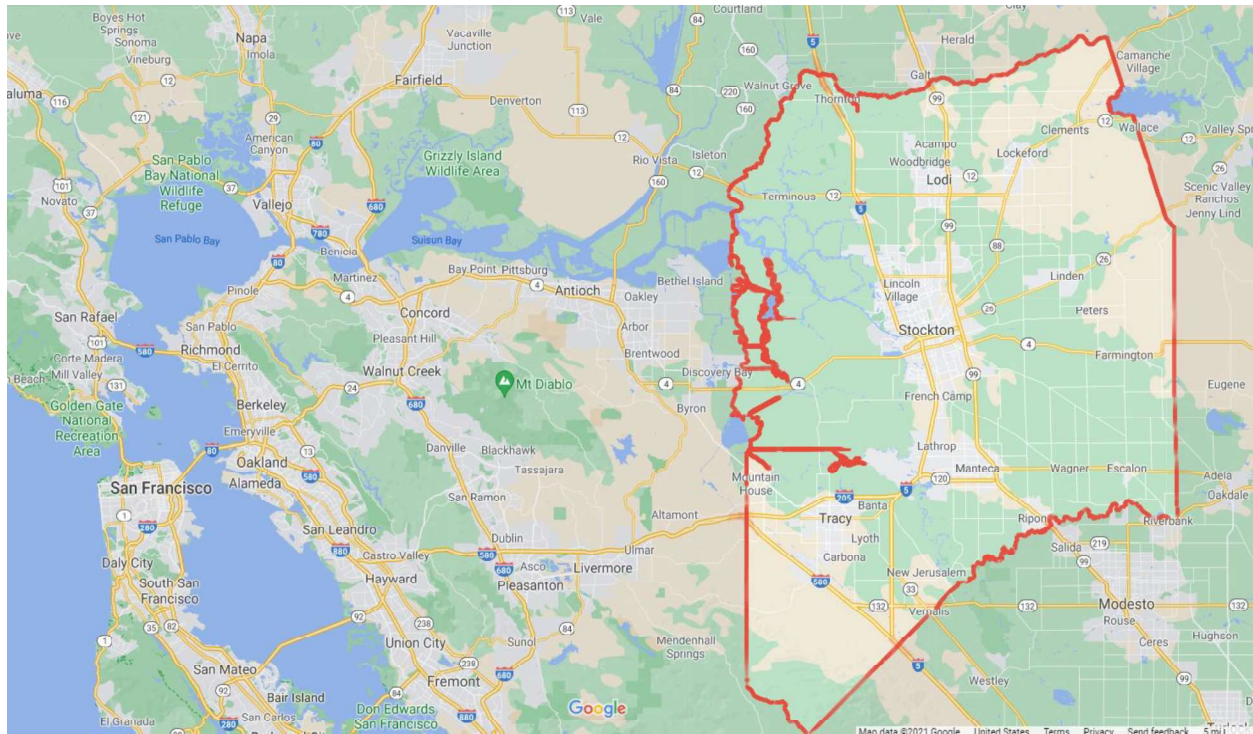 Boyes Hot
Springs
Sonoma
Vineburg
Napa
Imola
Vacaville
Junction
Vale
Courtland
Clay
Herald
Camanche
Village
Fairfield
Denverton
Walnut Grove
Thornton
Galt
American
Canyon
Grizzly Island
Wildlife Area
Rio Vista
Isleton
Clements
Wallace
Acampo
Woodbridge
Lockeford
Lodi
San Pablo
Bay National
Wildlife
Refuge
Novato
Vallejo
Terminous
Scenic Valley
Ranchos
Jenny Lind
San Pablo Bay
Benicia
Suisun Bay
Martinez
Bay Point
Pittsburg
Bethel Island
Linden
Pinole
Antioch
Oakley
Lincoln
Village
Peters
San Rafael
San Pablo
Concord
Arbor
Stockton
Richmond
Pleasant Hill
Brentwood
Farmington
Corte Madera
Mill Valley
El Cerrito
Walnut Creek
Discovery Bay
Mt Diablo
Eugene
Golden Gate
National
Recreation
Area
Berkeley
Byron
French Camp
Emeryville
Danville
Blackhawk
Oakland
Tassajara
Lathrop
Alameda
Mountain
House
Manteca
Wagner
Escalon
Adela
San Francisco
San Ramon
Oakdale
San Leandro
Altamont
Banta
Tracy
Ripon
Riverbank
Daly City
Dublin
Lyoth
Castro Valley
Ulmar
Carbona
Salida
South San
Francisco
Hayward
Asco
Livermore
Pleasanton
New Jerusalem
Modesto
Rouse
Vernalis
Union City
Sunol
Mendenhall
Springs
Ceres
Hughson
San Mateo
Fremont
Westley
Bair Island
San Carlos
Don Edwards
San Francisco
El Granada
Google
Map data ©2021 Google United States Terms Privacy Send feedback 5 mi